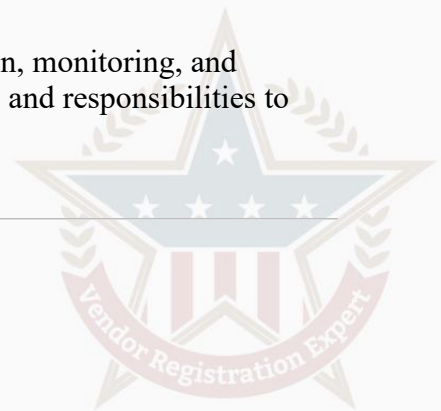 n, monitoring, and
and responsibilities to
Vendor Registration Expert